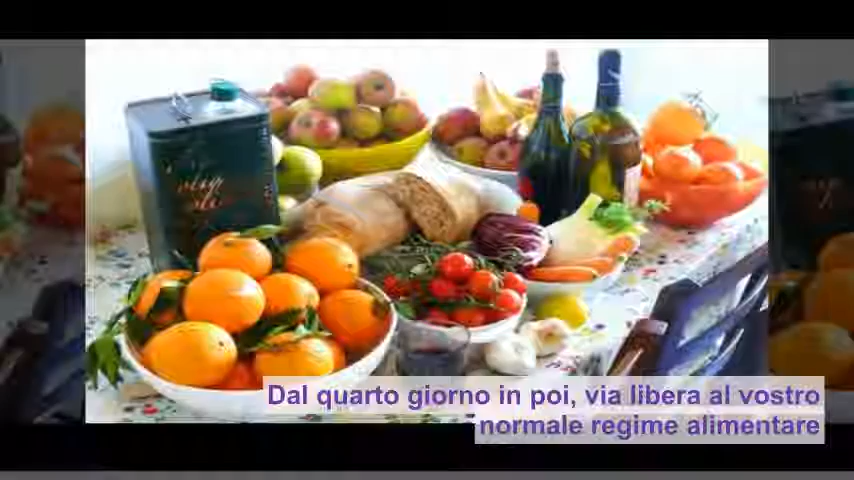 Dal quarto giorno in poi, via libera al vostro
normale regime alimentare